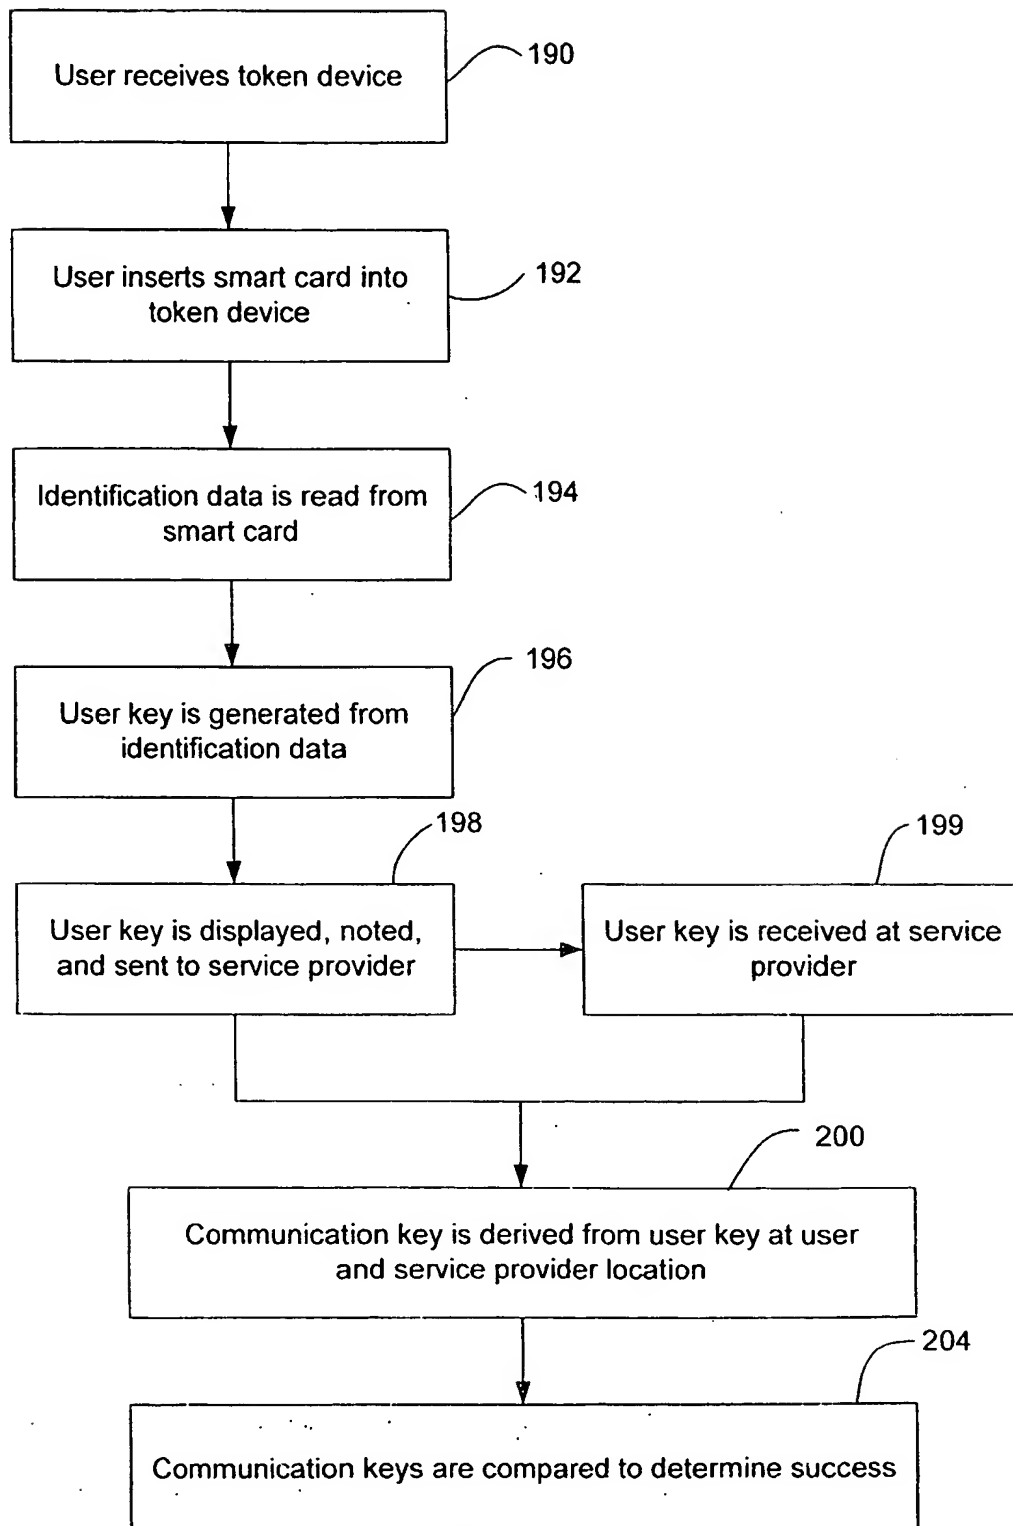 User receives token device
190
User inserts smart card into
token device
192
Identification data is read from
smart card
194
User key is generated from
identification data
196
198
User key is displayed, noted,
and sent to service provider
199
User key is received at service
provider
200
Communication key is derived from user key at user
and service provider location
204
Communication keys are compared to determine success